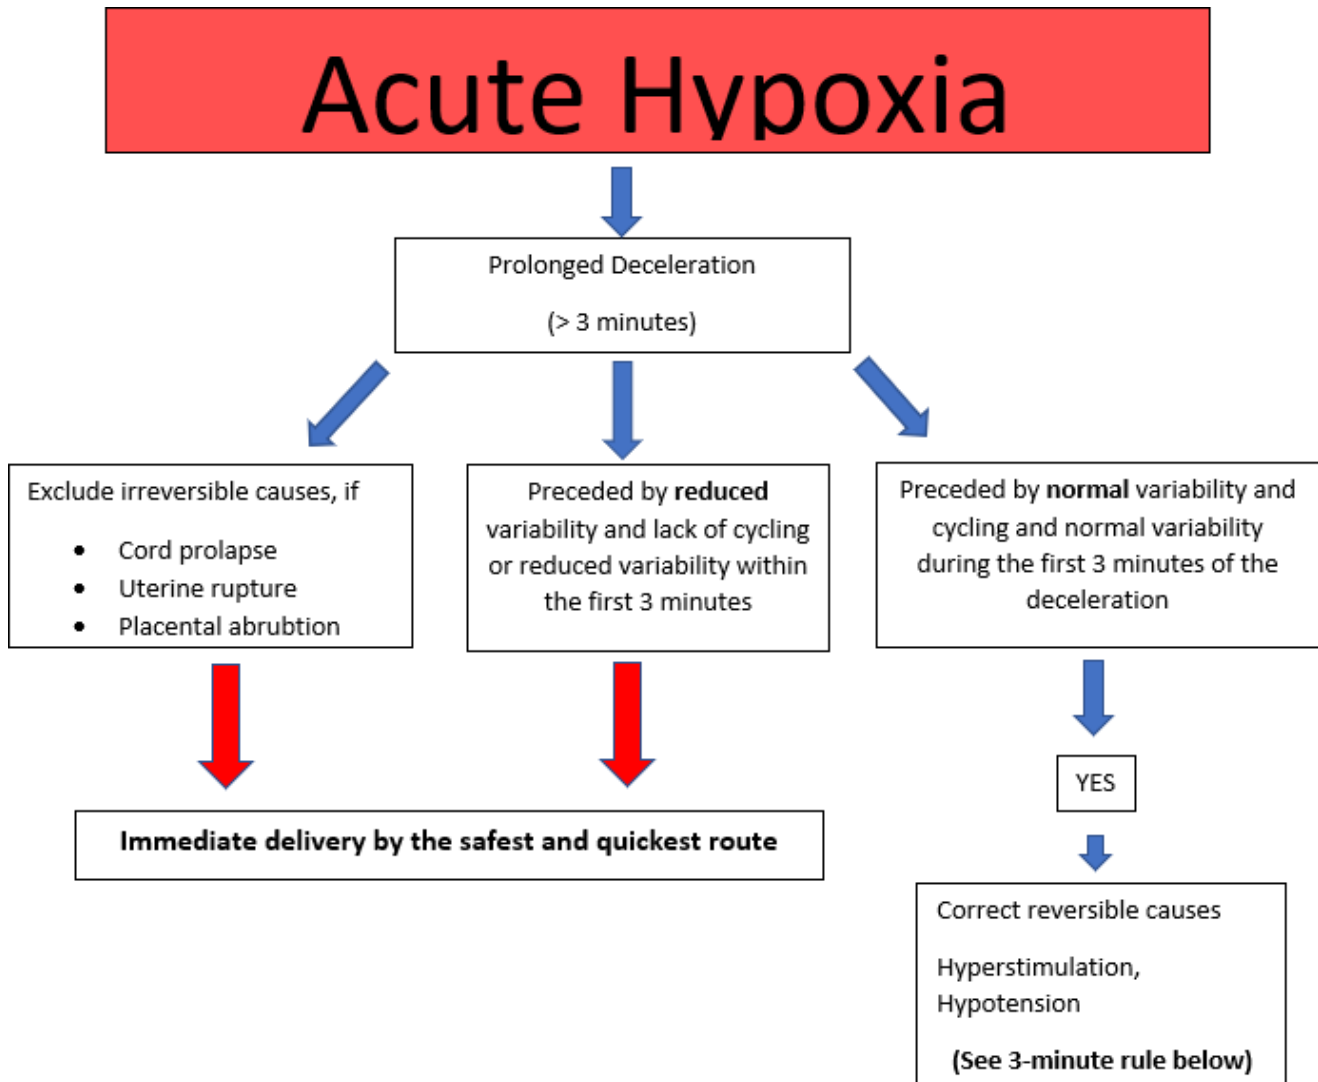 Acute Hypoxia
Prolonged Deceleration
(> 3 minutes)
Exclude irreversible causes, if
• Cord prolapse
• Uterine rupture
• Placental abrubtion
Preceded by reduced
variability and lack of cycling
or reduced variability within
the first 3 minutes
Preceded by normal variability and
cycling and normal variability
during the first 3 minutes of the
deceleration
YES
Immediate delivery by the safest and quickest route
Correct reversible causes
Hyperstimulation,
Hypotension
(See 3-minute rule below)